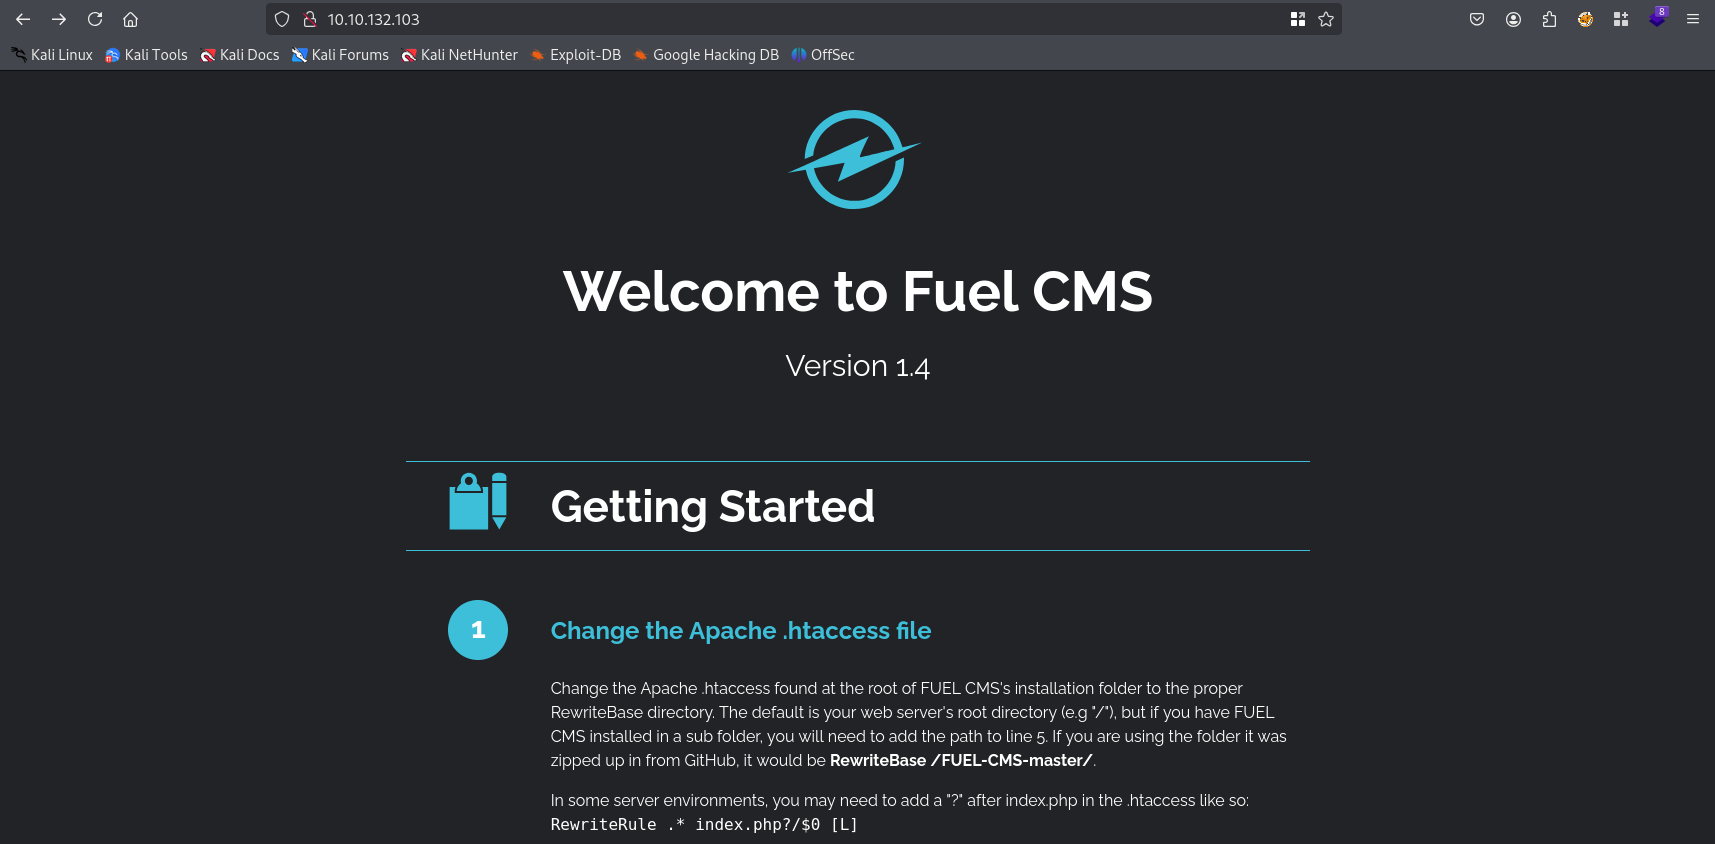 10.10.132.103
8
Kali Linux Kali Tools Kali Docs Kali Forums Kali NetHunter Exploit-DB Google Hacking DB OffSec
Welcome to Fuel CMS
Version 1.4
Getting Started
1 Change the Apache .htaccess file
Change the Apache .htaccess found at the root of FUEL CMS's installation folder to the proper
RewriteBase directory. The default is your web server's root directory (e.g "/"), but if you have FUEL
CMS installed in a sub folder, you will need to add the path to line 5. If you are using the folder it was
zipped up in from GitHub, it would be RewriteBase /FUEL-CMS-master/.
In some server environments, you may need to add a "?" after index.php in the .htaccess like so:
RewriteRule .* index.php?/$0 [L]